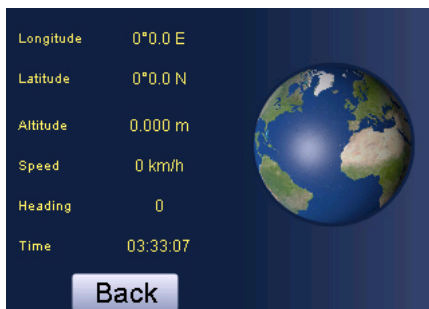 Longitude 0°0.0 E
Latitude 0°0.0 N
Altitude 0.000 m
Speed 0 km/h
Heading 0
Time 03:33:07
Back